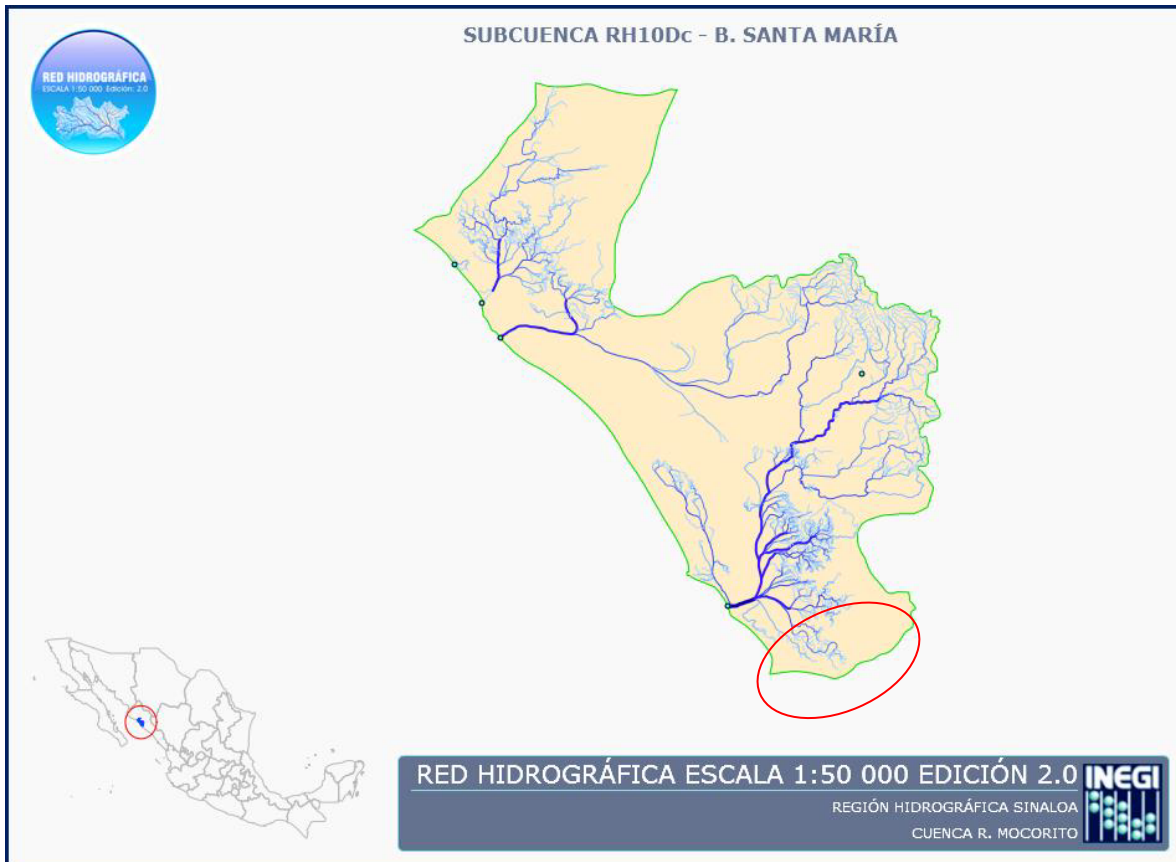 SUBCUENCA RH10Dc - B. SANTA MARÍA
RED HIDROGRÁFICA
ESCALA 1:50 000 Edición: 2.0
RED HIDROGRÁFICA ESCALA 1:50 000 EDICIÓN 2.0
INEGI
REGIÓN HIDROGRÁFICA SINALOA
CUENCA R. MOCORITO